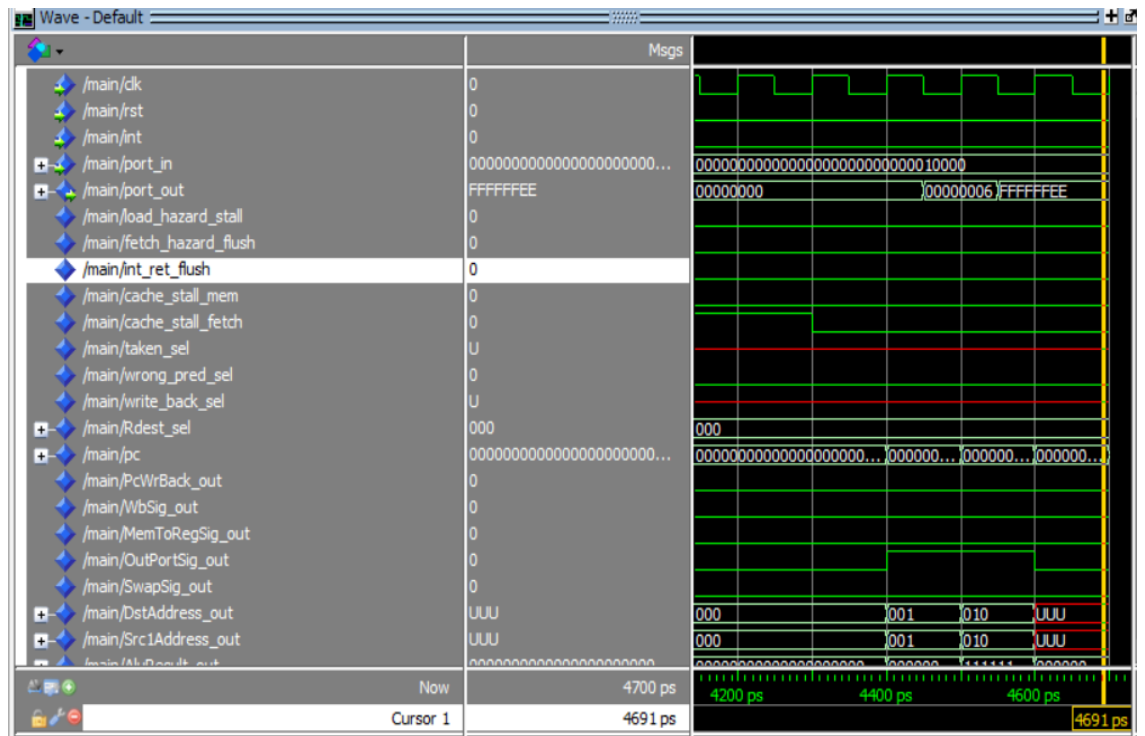 Wave - Default
Msgs
/main/clk 0
/main/rst 0
/main/int 0
/main/port_in 0000000000000000000000000... 00000000000000000000000000010000
/main/port_out FFFFFFEE 00000000 00000006 FFFFFFEE
/main/load_hazard_stall 0
/main/fetch_hazard_flush 0
/main/int_ret_flush 0
/main/cache_stall_mem 0
/main/cache_stall_fetch 0
/main/taken_sel U
/main/wrong_pred_sel 0
/main/write_back_sel U
/main/Rdest_sel 000 000
/main/pc 0000000000000000000000000... 00000000000000000000... 000000... 000000... 000000...
/main/PcWrBack_out 0
/main/WbSig_out 0
/main/MemToRegSig_out 0
/main/OutPortSig_out 0
/main/SwapSig_out 0
/main/DstAddress_out UUU 000 001 010 UUU
/main/Src1Address_out UUU 000 001 010 UUU
/main/AluResult_out
Now 4700 ps 4200 ps 4400 ps 4600 ps
Cursor 1 4691 ps 4691 ps